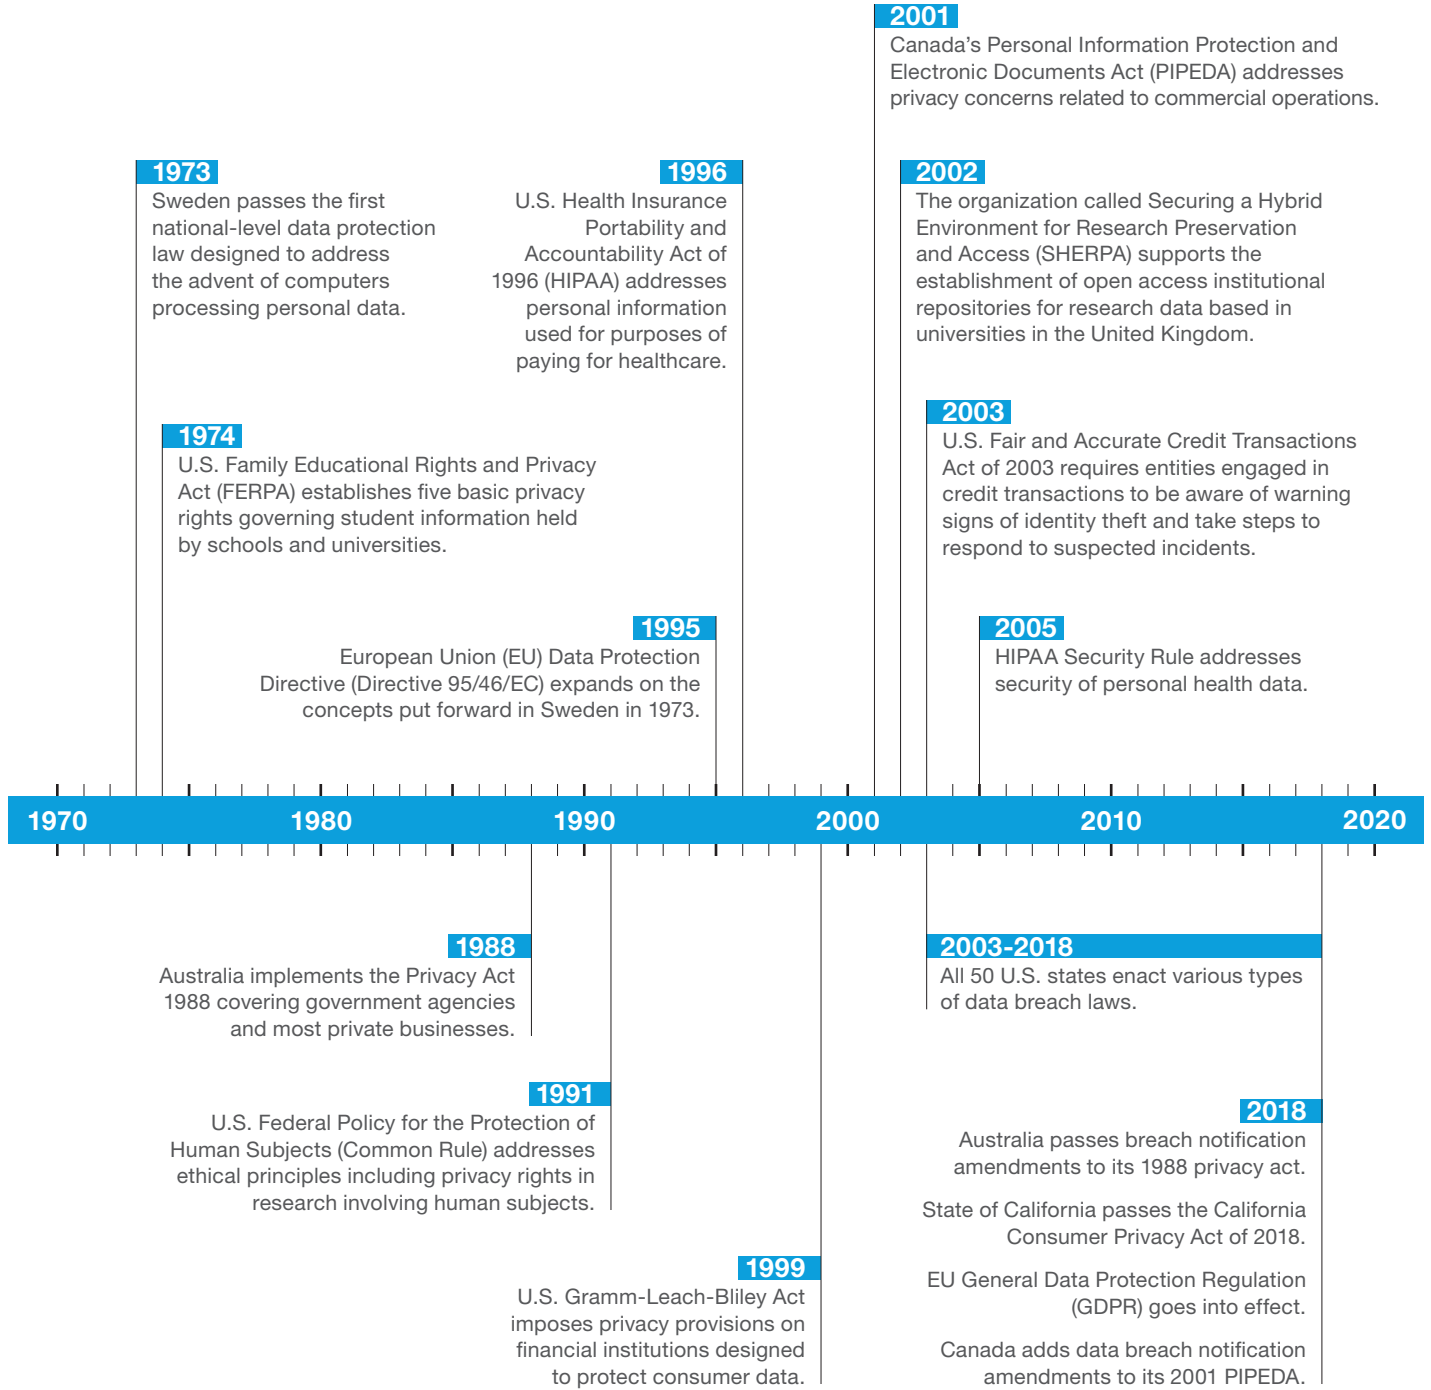 2001
Canada’s Personal Information Protection and
Electronic Documents Act (PIPEDA) addresses
privacy concerns related to commercial operations.
1973
Sweden passes the first
national-level data protection
law designed to address
the advent of computers
processing personal data.
1996
U.S. Health Insurance
Portability and
Accountability Act of
1996 (HIPAA) addresses
personal information
used for purposes of
paying for healthcare.
2002
The organization called Securing a Hybrid
Environment for Research Preservation
and Access (SHERPA) supports the
establishment of open access institutional
repositories for research data based in
universities in the United Kingdom.
1974
U.S. Family Educational Rights and Privacy
Act (FERPA) establishes five basic privacy
rights governing student information held
by schools and universities.
2003
U.S. Fair and Accurate Credit Transactions
Act of 2003 requires entities engaged in
credit transactions to be aware of warning
signs of identity theft and take steps to
respond to suspected incidents.
1995
European Union (EU) Data Protection
Directive (Directive 95/46/EC) expands on the
concepts put forward in Sweden in 1973.
2005
HIPAA Security Rule addresses
security of personal health data.
1970 1980 1990 2000 2010 2020
1988
Australia implements the Privacy Act
1988 covering government agencies
and most private businesses.
2003-2018
All 50 U.S. states enact various types
of data breach laws.
1991
U.S. Federal Policy for the Protection of
Human Subjects (Common Rule) addresses
ethical principles including privacy rights in
research involving human subjects.
2018
Australia passes breach notification
amendments to its 1988 privacy act.
State of California passes the California
Consumer Privacy Act of 2018.
EU General Data Protection Regulation
(GDPR) goes into effect.
Canada adds data breach notification
amendments to its 2001 PIPEDA.
1999
U.S. Gramm-Leach-Bliley Act
imposes privacy provisions on
financial institutions designed
to protect consumer data.